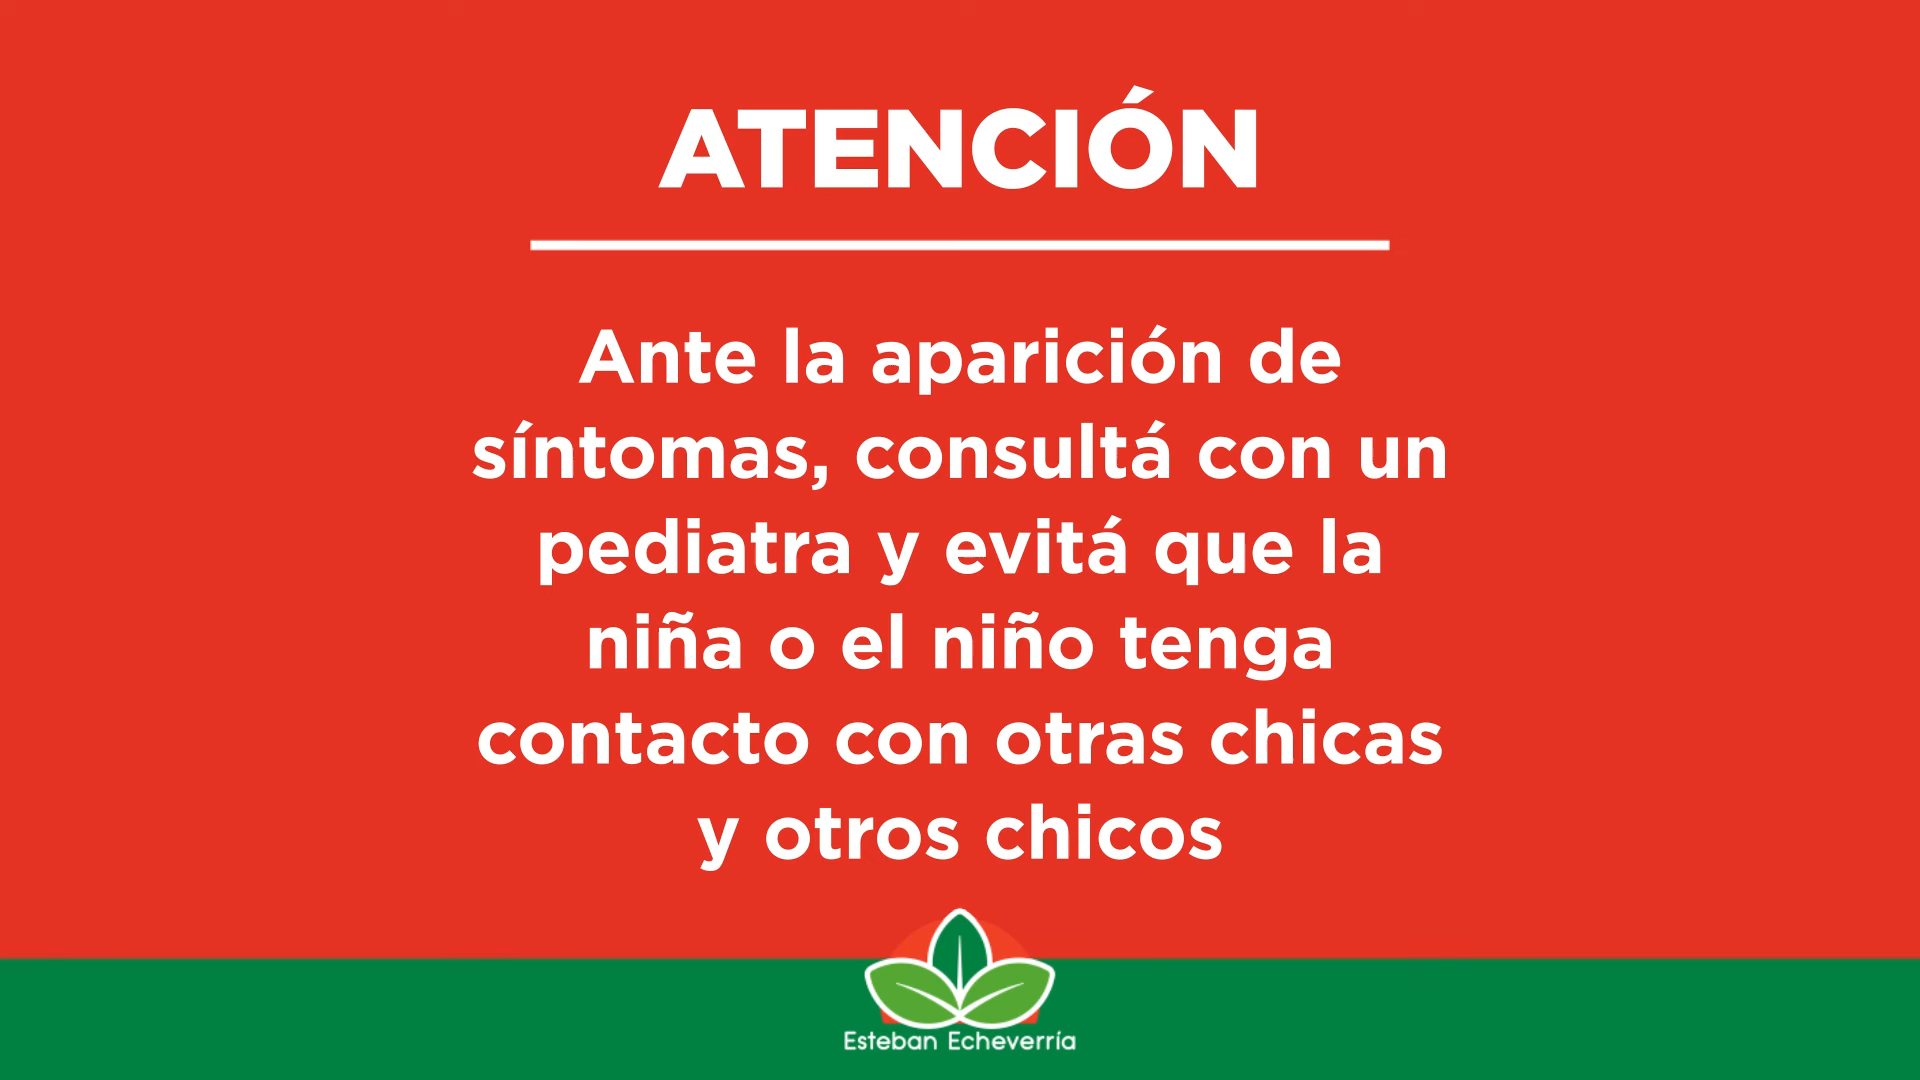 ATENCIÓN
Ante la aparición de
síntomas, consultá con un
pediatra y evitá que la
niña o el niño tenga
contacto con otras chicas
y otros chicos
Esteban Echeverría